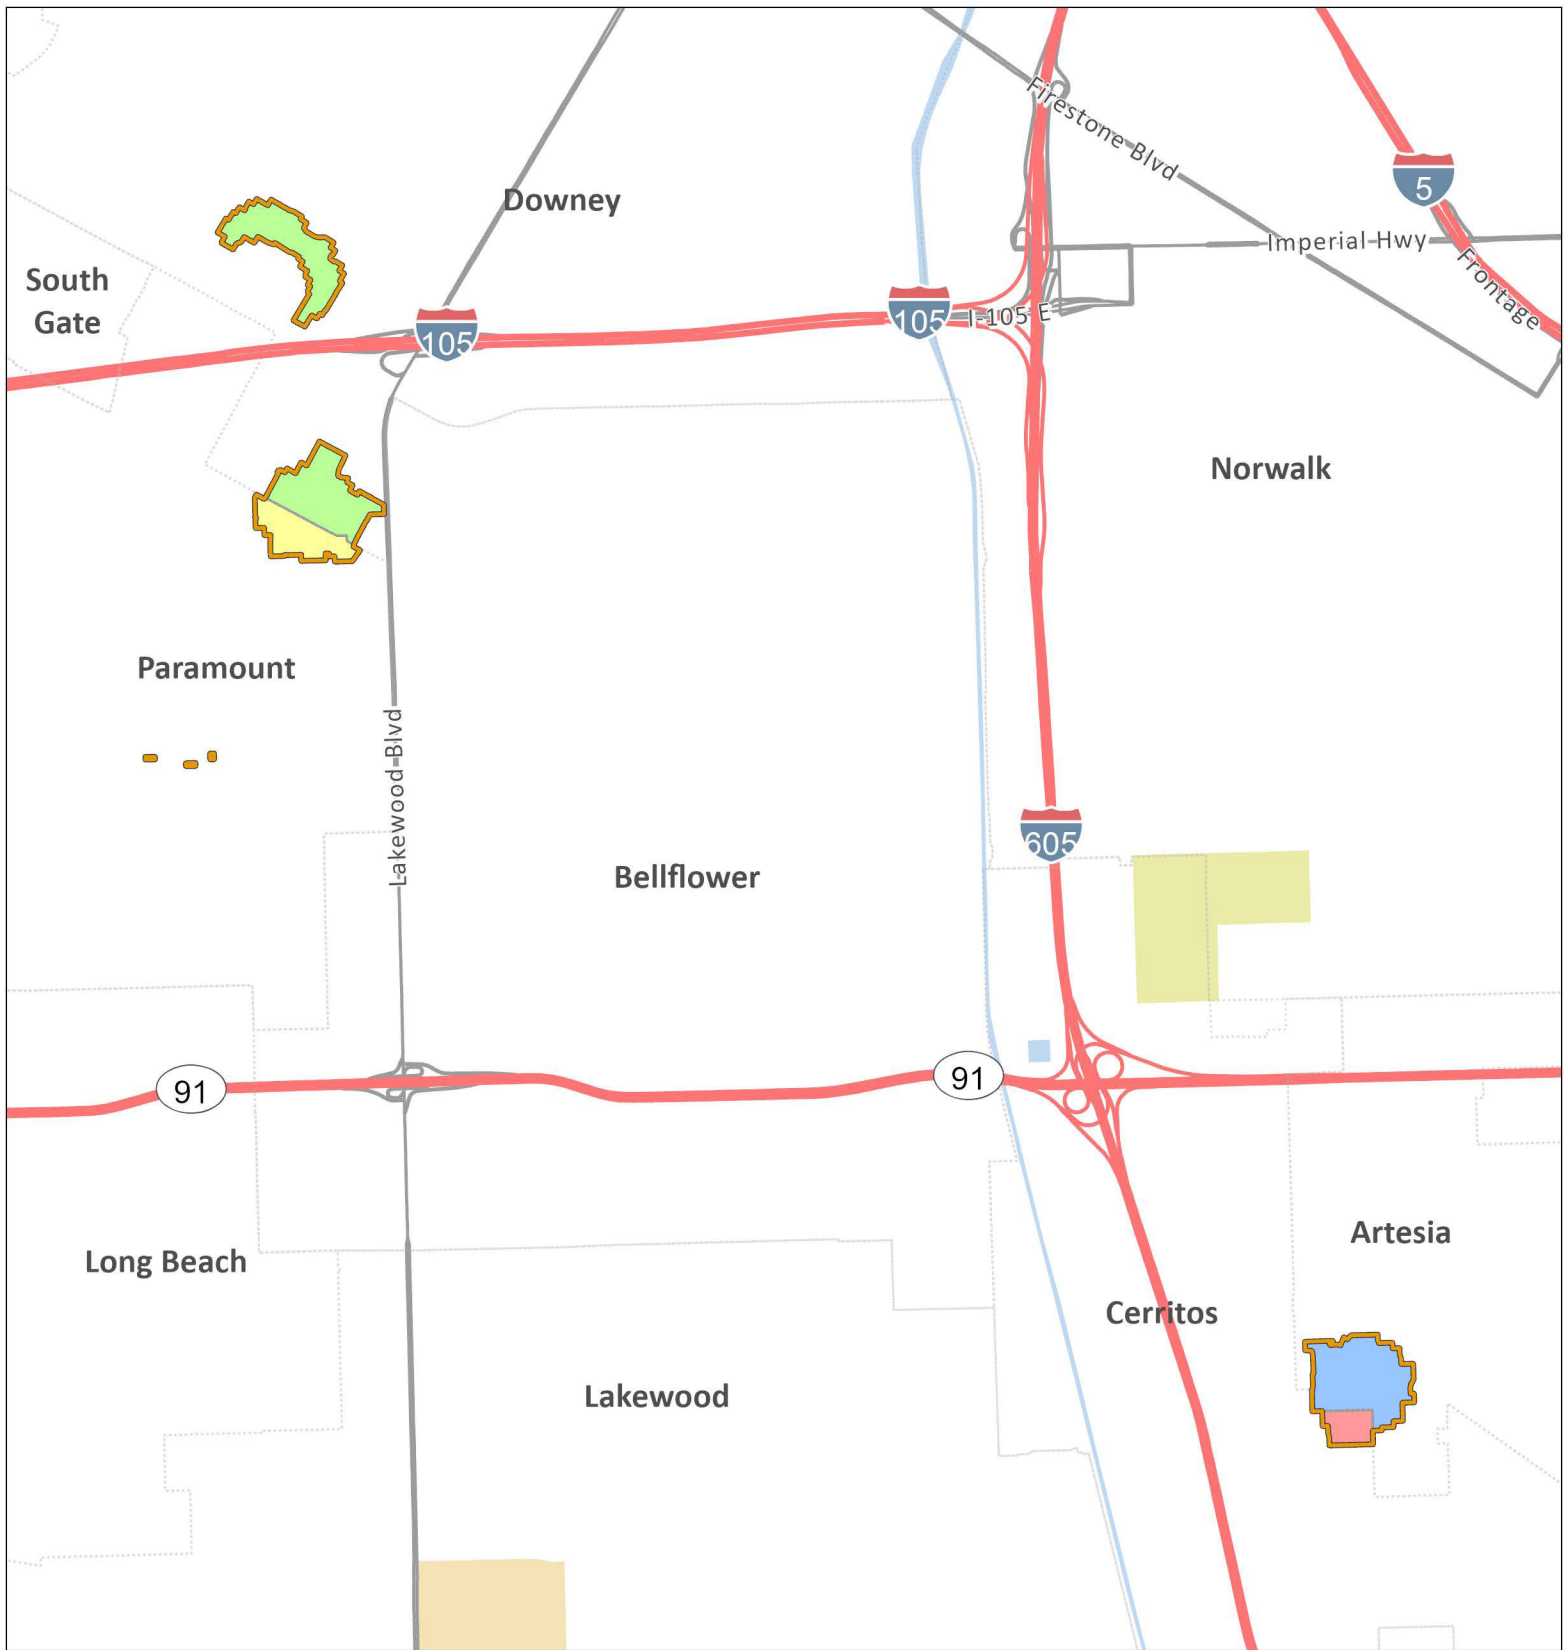 Firestone Blvd
5
Downey
Imperial Hwy
Frontage
South
Gate
105
105
I-105 E
Norwalk
Paramount
Lakewood Blvd
605
Bellflower
91
91
Long Beach
Artesia
Cerritos
Lakewood